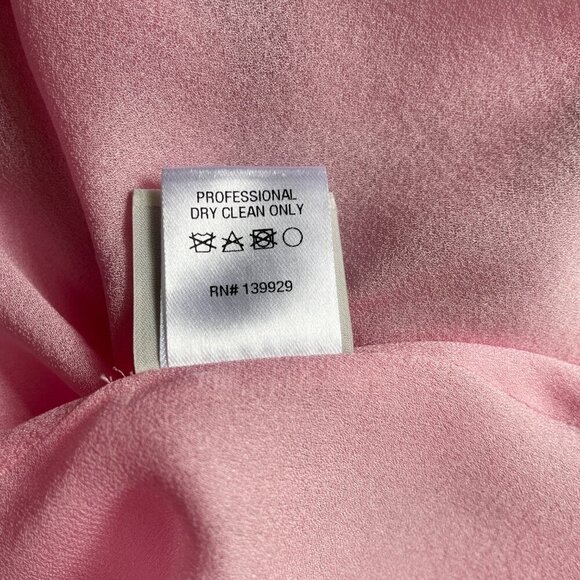 PROFESSIONAL
DRY CLEAN ONLY
RN# 139929